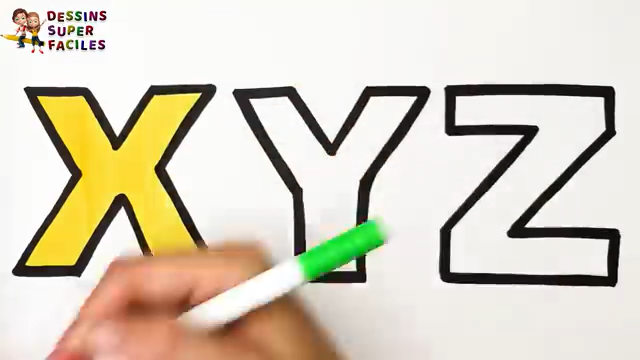 DESSINS
SUPER
FACILES
XYZ